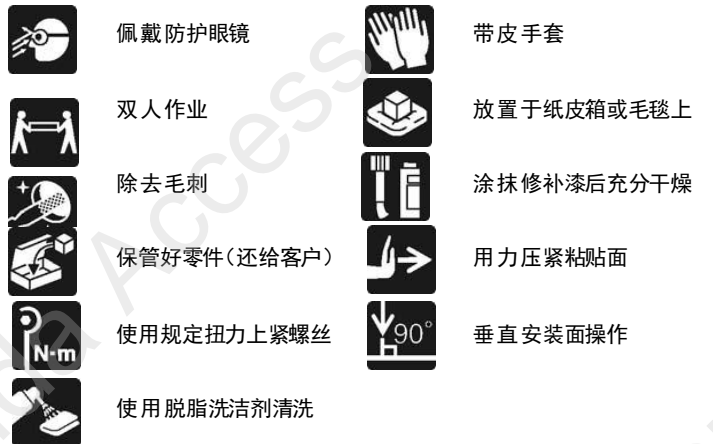 佩戴防护眼镜
带皮手套
双人作业
放置于纸皮箱或毛毯上
除去毛刺
涂抹修补漆后充分干燥
保管好零件（还给客户）
用力压紧粘贴面
N·m
使用规定扭力上紧螺丝
90°
垂直安装面操作
使用脱脂洗洁剂清洗
da Access